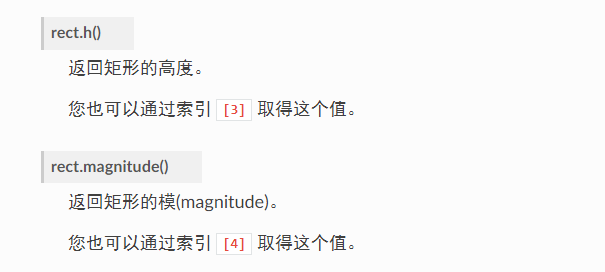 rect.h()
返回矩形的高度。
您也可以通过索引 [3] 取得这个值。
rect.magnitude()
返回矩形的模(magnitude)。
您也可以通过索引 [4] 取得这个值。